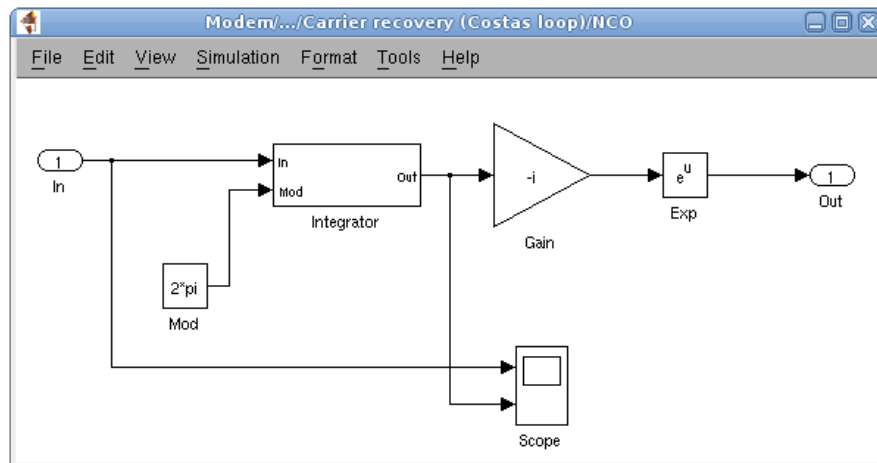 Modem/.../Carrier recovery (Costas loop)/NCO
File Edit View Simulation Format Tools Help
1
In
In
Mod
Out
Integrator
-i
Gain
e^u
Exp
1
Out
2*pi
Mod
Scope